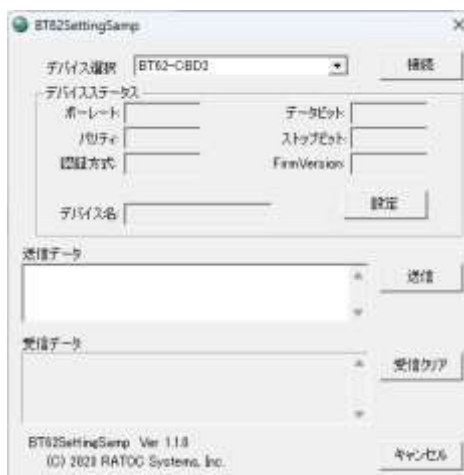 BT62SettingSamp
デバイス選択 BT62-CBD2 接続
デバイスステータス
ボーレート データビット
パリティ ストップビット
認証方式 FirmVersion
デバイス名 設定
送信データ
送信
受信データ
受信クリア
BT62SettingSamp Ver 1.1.0
(C) 2023 RATOC Systems, Inc.
キャンセル